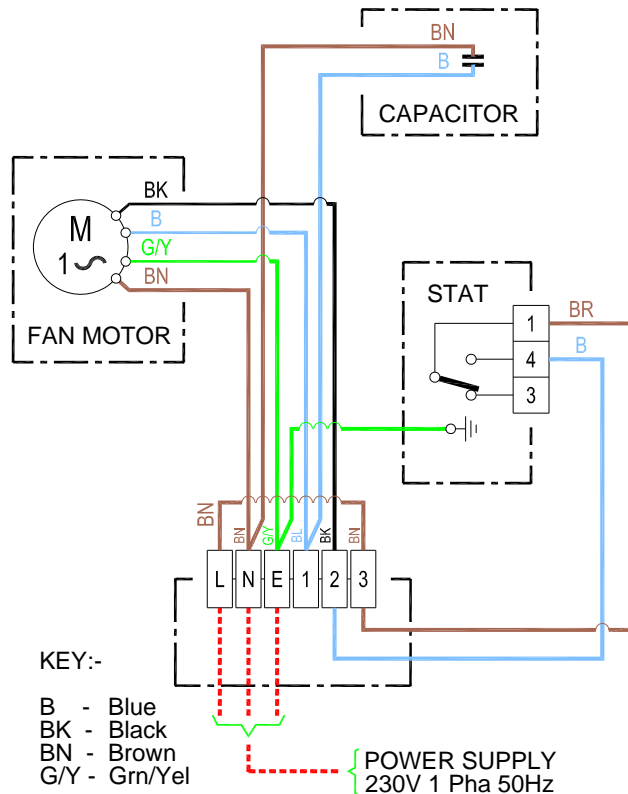 BN
B
CAPACITOR
BK
B
G/Y
BN
M
1
FAN MOTOR
STAT
1
4
3
BR
B
BN
BN
G/Y
BL
BK
BN
L
N
E
1
2
3
KEY:-
B - Blue
BK - Black
BN - Brown
G/Y - Grn/Yel
POWER SUPPLY
230V 1 Pha 50Hz